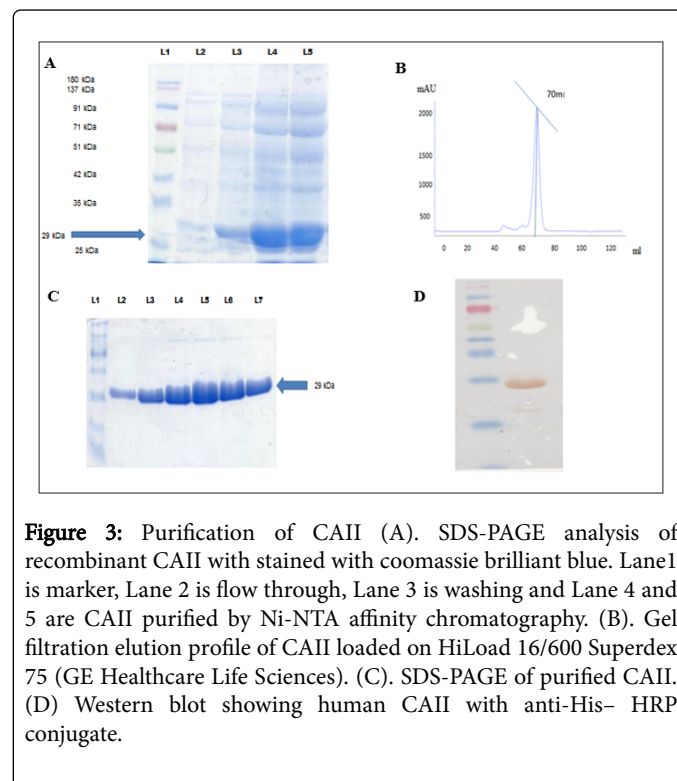 L1 L2 L3 L4 L5
A
180 kDa
137 kDa
91 kDa
71 kDa
51 kDa
42 kDa
35 kDa
29 kDa
25 kDa
B
mAU
70ml
2000
1500
1000
500
0 20 40 60 80 100 120
ml
C
L1 L2 L3 L4 L5 L6 L7
29 kDa
D
Figure 3: Purification of CAII (A). SDS-PAGE analysis of
recombinant CAII with stained with coomassie brilliant blue. Lane1
is marker, Lane 2 is flow through, Lane 3 is washing and Lane 4 and
5 are CAII purified by Ni-NTA affinity chromatography. (B). Gel
filtration elution profile of CAII loaded on HiLoad 16/600 Superdex
75 (GE Healthcare Life Sciences). (C). SDS-PAGE of purified CAII.
(D) Western blot showing human CAII with anti-His– HRP
conjugate.